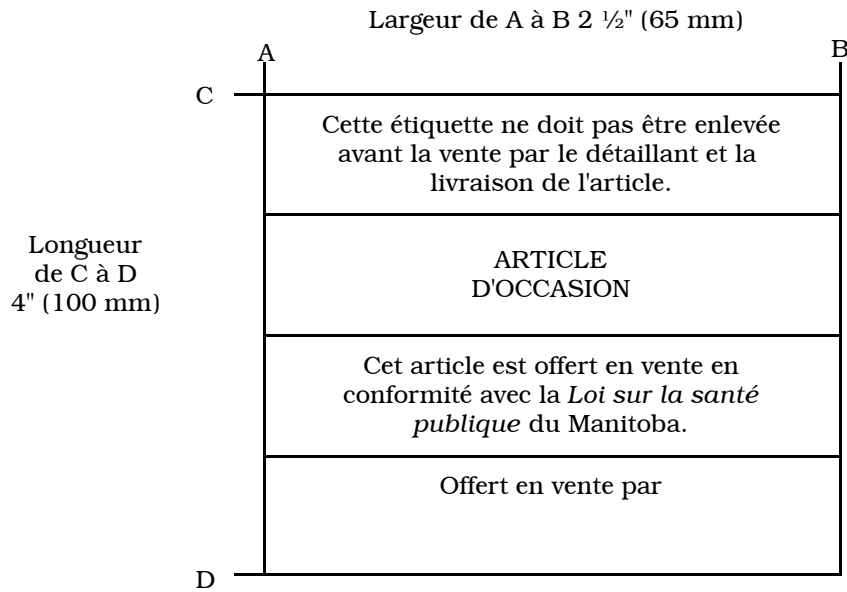 Largeur de A à B 2 ½" (65 mm)
A
B
C
Cette étiquette ne doit pas être enlevée
avant la vente par le détaillant et la
livraison de l'article.
Longueur
de C à D
4" (100 mm)
ARTICLE
D'OCCASION
Cet article est offert en vente en
conformité avec la Loi sur la santé
publique du Manitoba.
Offert en vente par
D